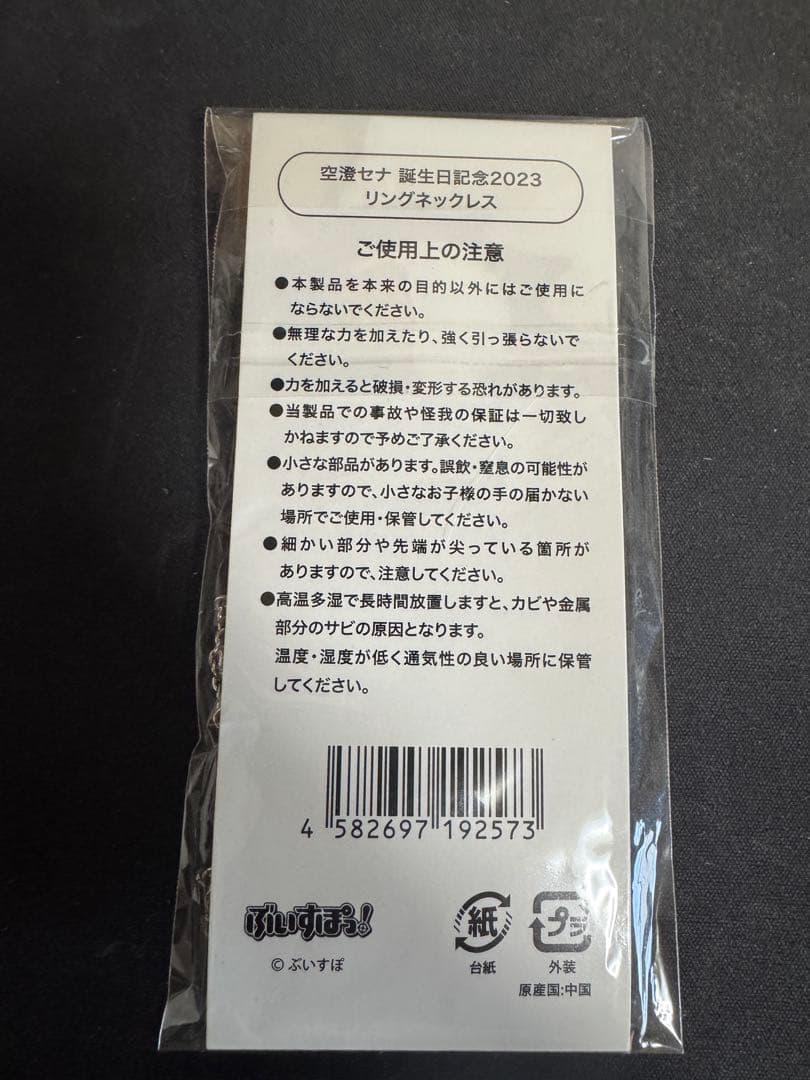 空澄セナ 誕生日記念2023
リングネックレス
ご使用上の注意
●本製品を本来の目的以外にはご使用に
ならないでください。
●無理な力を加えたり、強く引っ張らないで
ください。
●力を加えると破損・変形する恐れがあります。
●当製品での事故や怪我の保証は一切致し
かねますので予めご了承ください。
●小さな部品があります。誤飲・窒息の可能性が
ありますので、小さなお子様の手の届かない
場所でご使用・保管してください。
●細かい部分や先端が尖っている箇所が
ありますので、注意してください。
●高温多湿で長時間放置しますと、カビや金属
部分のサビの原因となります。
温度・湿度が低く通気性の良い場所に保管
してください。
4 582697 192573
ぶいすぽっ!
© ぶいすぽ
紙
台紙
プラ
外装
原産国:中国